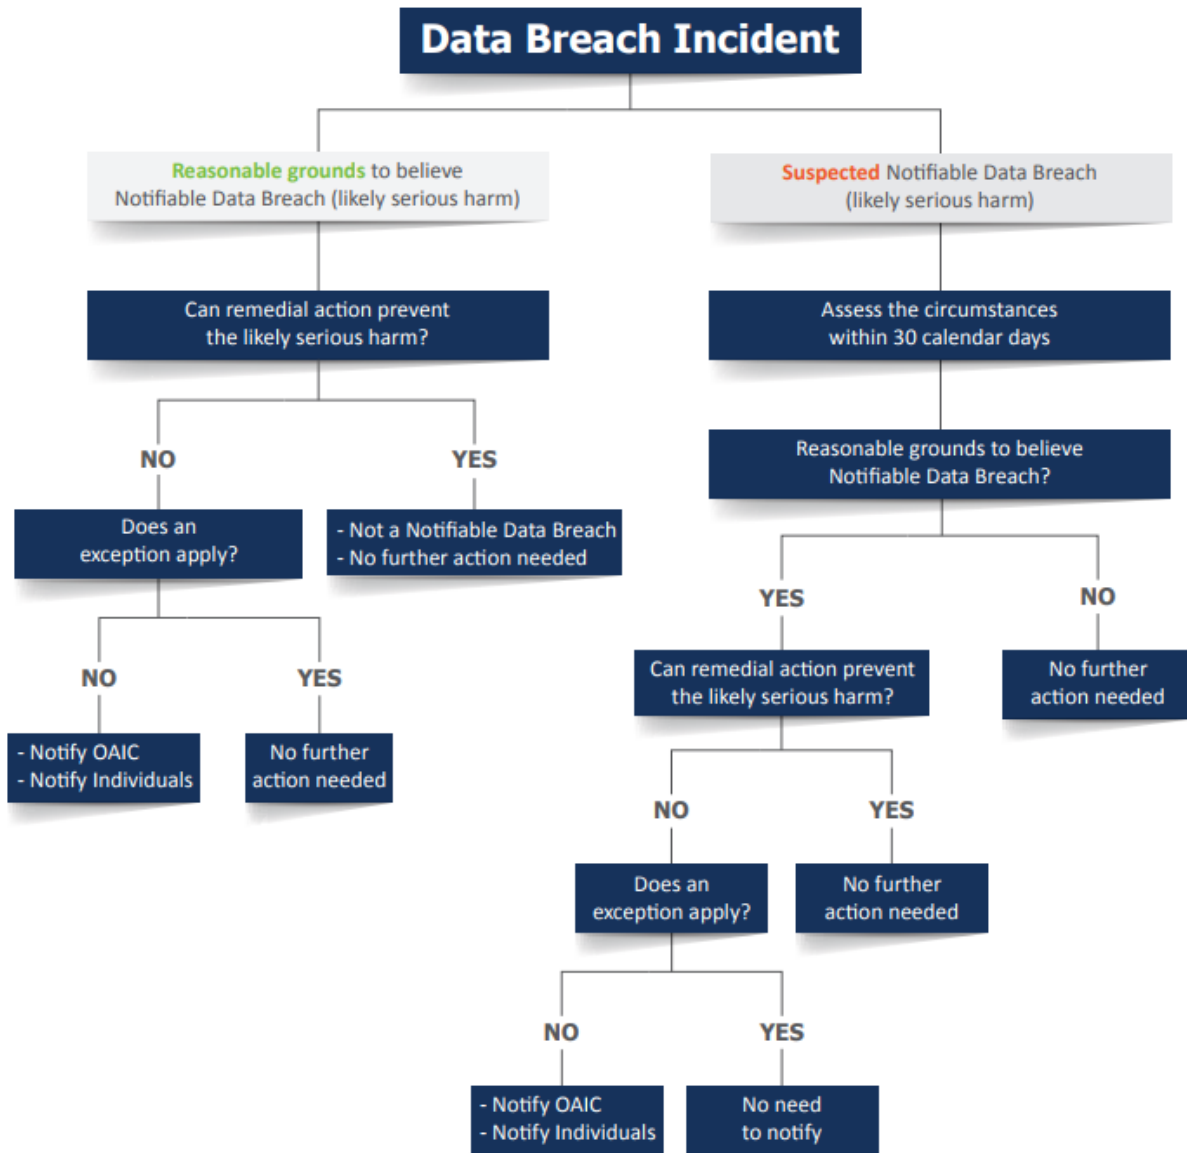 Data Breach Incident
Reasonable grounds to believe
Notifiable Data Breach (likely serious harm)
Suspected Notifiable Data Breach
(likely serious harm)
Can remedial action prevent
the likely serious harm?
Assess the circumstances
within 30 calendar days
NO
YES
Reasonable grounds to believe
Notifiable Data Breach?
Does an
exception apply?
- Not a Notifiable Data Breach
- No further action needed
YES
NO
NO
YES
Can remedial action prevent
the likely serious harm?
No further
action needed
- Notify OAIC
- Notify Individuals
No further
action needed
NO
YES
Does an
exception apply?
No further
action needed
NO
YES
- Notify OAIC
- Notify Individuals
No need
to notify